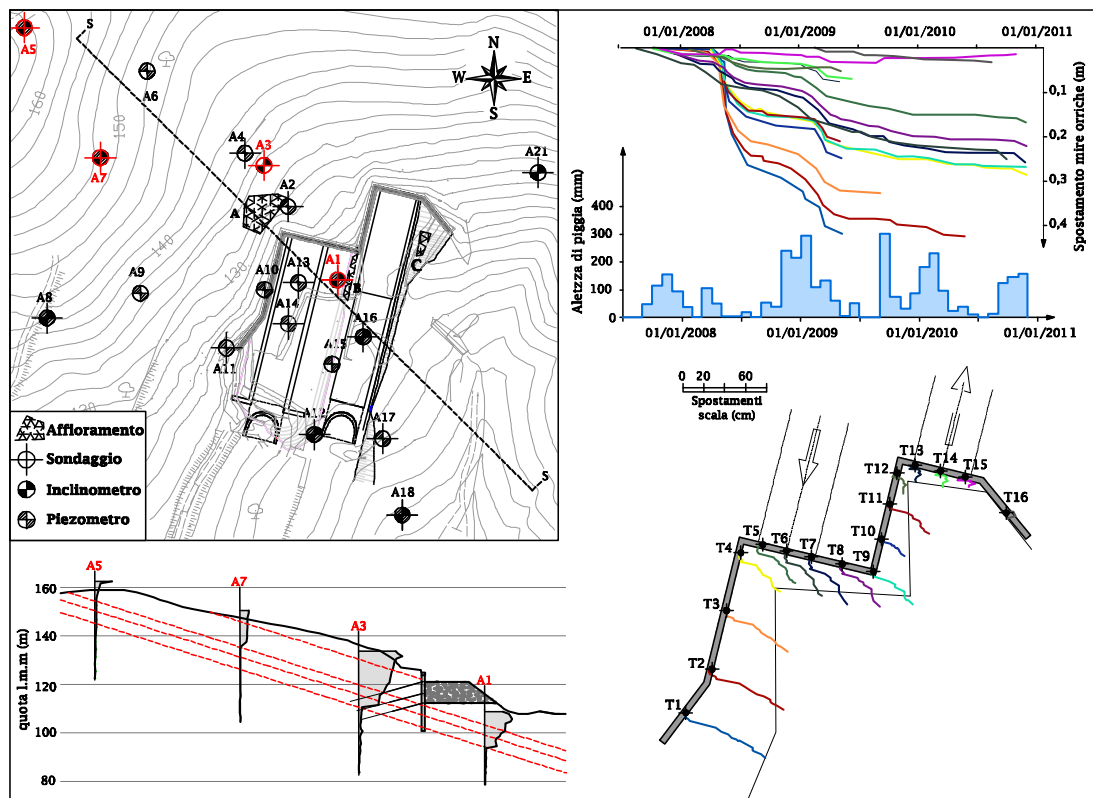 S
A5
160
A6
150
N
W
E
S
A4
A3
A7
A2
A21
A
140
130
C
A9
A10
A13
A1
B
A8
A14
A16
A11
A15
A12
A17
A18
S
Affioramento
Sondaggio
Inclinometro
Piezometro
A5
A7
A3
A1
160
140
120
100
80
quota l.m.m (m)
01/01/2008
01/01/2009
01/01/2010
01/01/2011
0,1
0,2
0,3
0,4
Spostamento mire orriche (m)
Aletzza di piggia (mm)
400
300
200
100
0
01/01/2008
01/01/2009
01/01/2010
01/01/2011
0 20 40 60 80
Spostamenti
scala (cm)
T13
T14
T15
T12
T11
T16
T10
T5
T6
T7
T8
T9
T4
T3
T2
T1